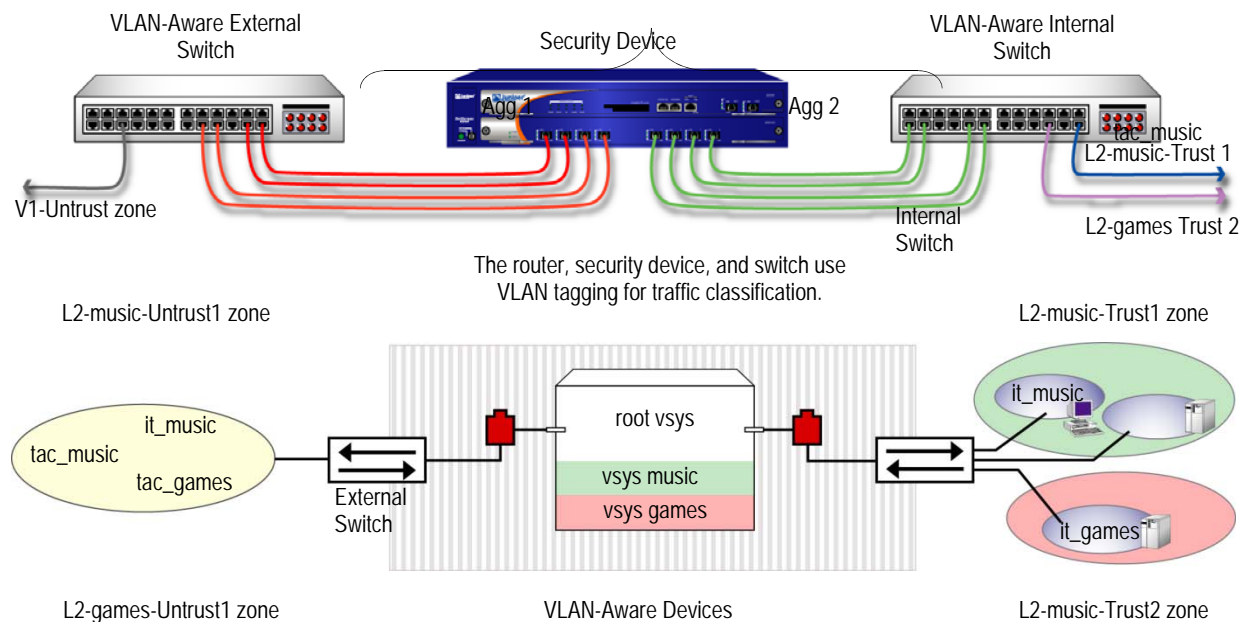 VLAN-Aware External
Switch
Security Device
VLAN-Aware Internal
Switch
Agg 1
Agg 2
tac_music
L2-music-Trust 1
V1-Untrust zone
Internal
Switch
L2-games Trust 2
The router, security device, and switch use
VLAN tagging for traffic classification.
L2-music-Untrust1 zone
L2-music-Trust1 zone
it_music
tac_music
tac_games
External
Switch
root vsys
vsys music
vsys games
it_music
it_games
L2-games-Untrust1 zone
VLAN-Aware Devices
L2-music-Trust2 zone